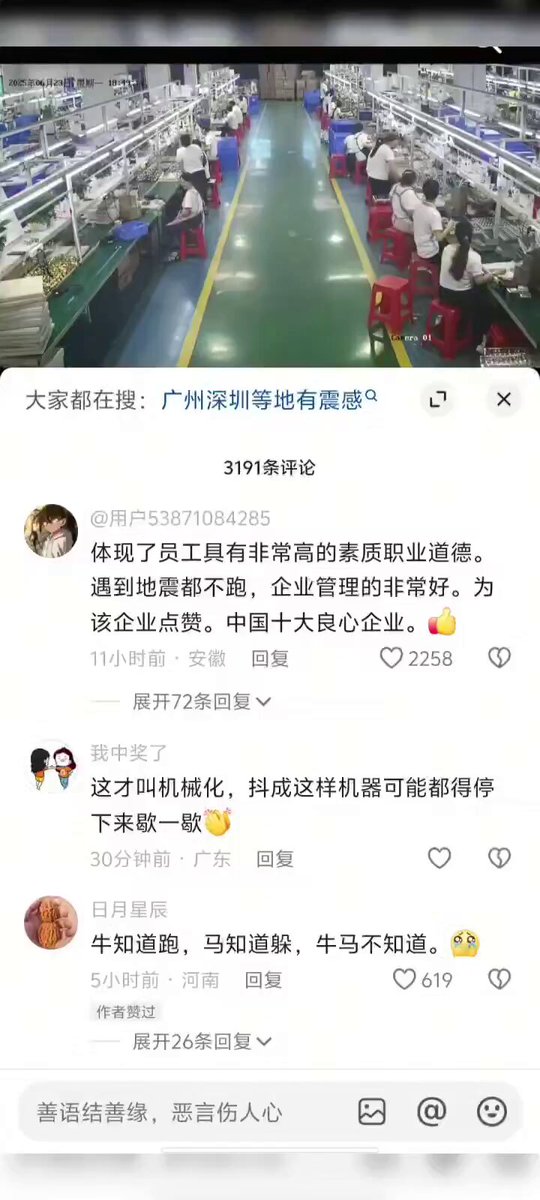 2025年06月23日 星期一 18:4
Camera 01
大家都在搜：广州深圳等地有震感
3191条评论
@用户53871084285
体现了员工具有非常高的素质职业道德。
遇到地震都不跑，企业管理的非常好。为
该企业点赞。中国十大良心企业。
11小时前 · 安徽 回复
2258
展开72条回复
我中奖了
这才叫机械化，抖成这样机器可能都得停
下来歇一歇
30分钟前 · 广东 回复
日月星辰
牛知道跑，马知道躲，牛马不知道。
5小时前 · 河南 回复
619
作者赞过
展开26条回复
善语结善缘，恶言伤人心